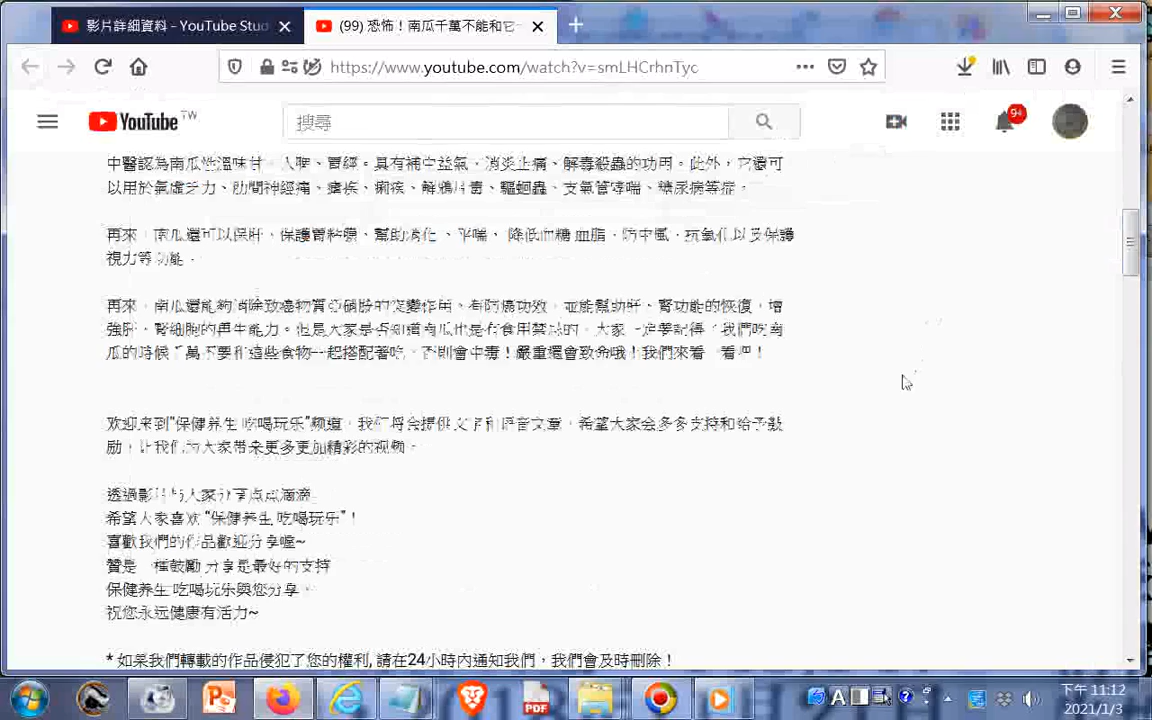 影片詳細資料 - YouTube Studio
(99) 恐怖！南瓜千萬不能和它一
https://www.youtube.com/watch?v=smLHCrhnTyc
YouTube TW
搜尋
9+
中醫認為南瓜性溫味甘、入脾、胃經。具有補中益氣、消炎止痛、解毒殺蟲的功用。此外，它還可
以用於氣虛乏力、肋間神經痛、瘧疾、痢疾、解鴉片毒、驅蛔蟲、支氣管哮喘、糖尿病等症。
再來，南瓜還可以保肝、保護胃粘膜、幫助消化 、平喘、 降低血糖 血脂、防中風、抗氧化以及保護
視力等功能。
再來，南瓜還能夠消除致癌物質亞硝胺的突變作用、有防癌功效，並能幫助肝、腎功能的恢復，增
強肝、腎細胞的再生能力。但是大家是否知道南瓜也是有食用禁忌的。大家一定要記得，我們吃南
瓜的時候千萬不要和這些食物一起搭配著吃，否則會中毒！嚴重還會致命哦！我們來看一看吧！
欢迎来到“保健养生 吃喝玩乐”频道，我们将会提供文字和语音文章，希望大家会多多支持和给予鼓
励，让我们为大家带来更多更加精彩的视频。
透過影片与大家分享点点滴滴
希望大家喜欢 “保健养生 吃喝玩乐”！
喜歡我們的作品歡迎分享喔~
贊是一種鼓勵 分享是最好的支持
保健养生 吃喝玩乐與您分享。
祝您永远健康有活力~
* 如果我們轉載的作品侵犯了您的權利, 請在24小時內通知我們，我們會及時刪除！
下午 11:12
2021/1/3